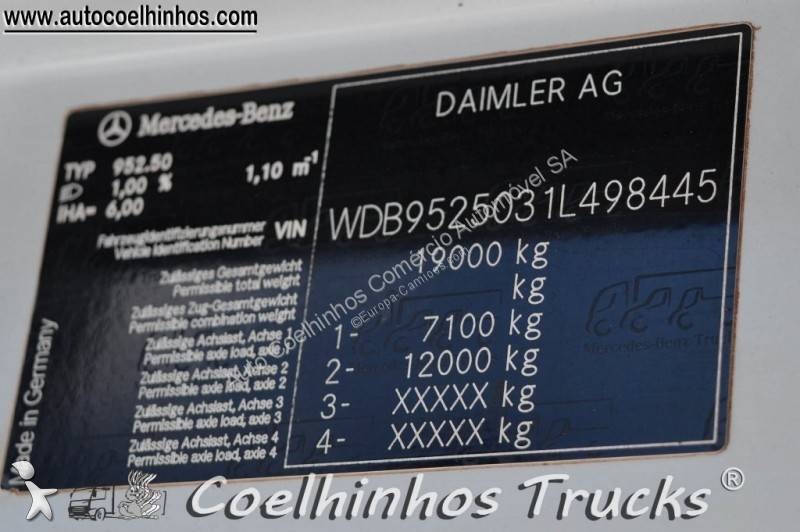 www.autocoelhinhos.com
Mercedes-Benz
DAIMLER AG
TYP 952.50
1,00 % 1,10 m-1
IHA= 6,00
Fahrzeugidentifizierungsnummer
Vehicle Identification Number VIN WDB9525031L498445
Zulässiges Gesamtgewicht 19000 kg
Permissible total weight
Zulässiges Zug-Gesamtgewicht kg
Permissible combination weight
Zulässige Achslast, Achse 1 1- 7100 kg
Permissible axle load, axle
Zulässige Achslast, Achse 2 2- 12000 kg
Permissible axle load, axle 2
Zulässige Achslast, Achse 3 3- XXXXX kg
Permissible axle load, axle 3
Zulässige Achslast, Achse 4 4- XXXXX kg
Permissible axle load, axle 4
ade in Germany
Auto Coelhinhos Comércio Automóvel SA
©Europa-Camiões.com
Mercedes-Benz Tru
Coelhinhos Trucks®